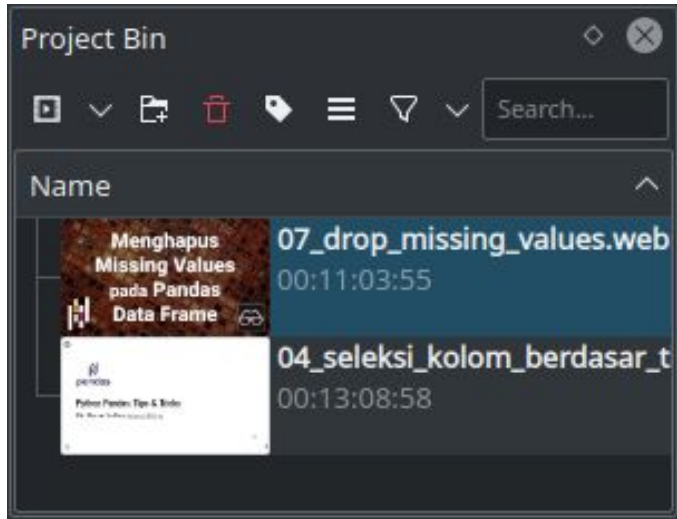 Project Bin
Search...
Name
Menghapus
Missing Values
pada Pandas
Data Frame
07_drop_missing_values.web
00:11:03:55
pandas
Python Pandas Tips & Tricks
04_seleksi_kolom_berdasar_t
00:13:08:58